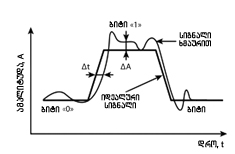 ბიტი «1»
სიგნალი
ხმაურით
Δt
ΔA
ამპლიტუდა, A
ბიტი «0»
იდეალური
სიგნალი
ბიტი
დრო, t